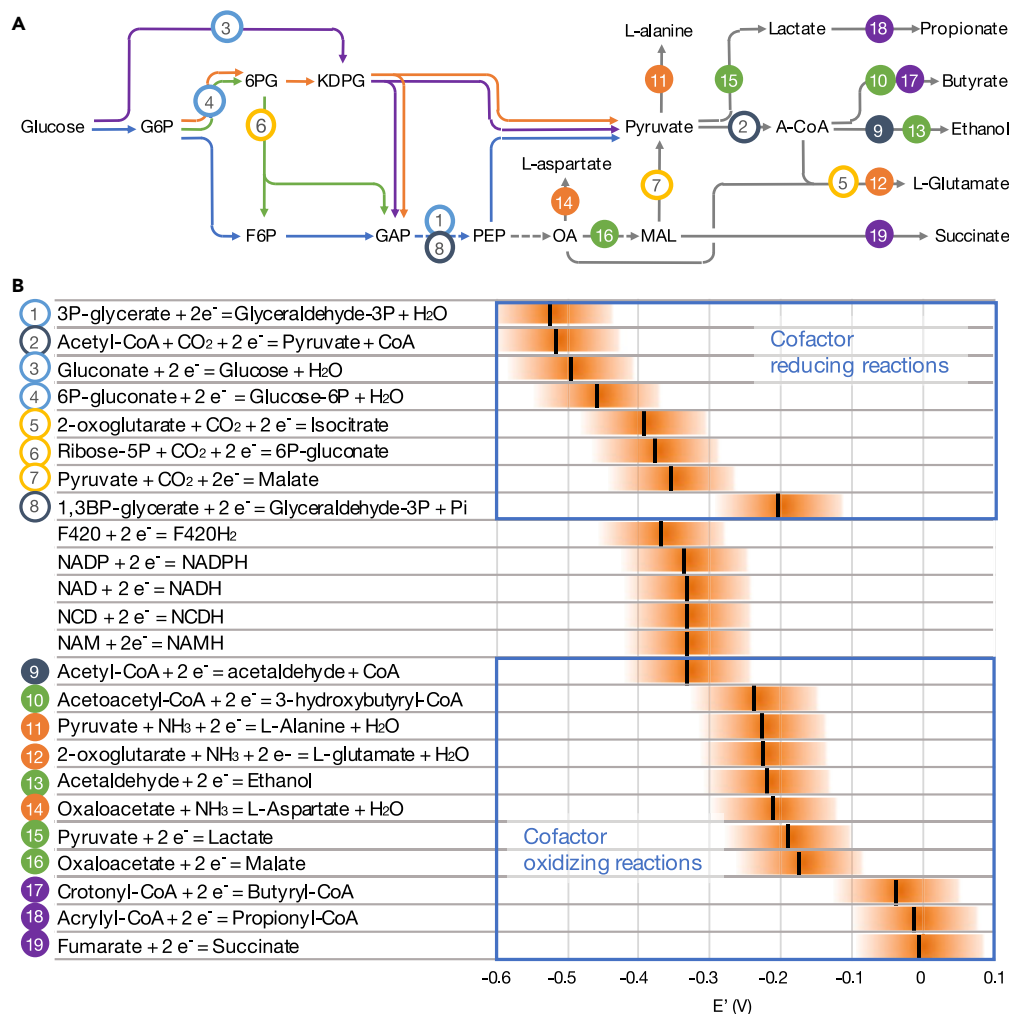 A
3
L-alanine
Lactate
18
Propionate
11
15
10
17
Butyrate
6PG
KDPG
4
Glucose
G6P
6
Pyruvate
2
A-CoA
9
13
Ethanol
L-aspartate
7
5
12
L-Glutamate
14
1
F6P
GAP
8
PEP
OA
16
MAL
19
Succinate
B
1 3P-glycerate + 2e⁻ = Glyceraldehyde-3P + H₂O
2 Acetyl-CoA + CO₂ + 2 e⁻ = Pyruvate + CoA
3 Gluconate + 2 e⁻ = Glucose + H₂O
4 6P-gluconate + 2 e⁻ = Glucose-6P + H₂O
5 2-oxoglutarate + CO₂ + 2 e⁻ = Isocitrate
6 Ribose-5P + CO₂ + 2 e⁻ = 6P-gluconate
7 Pyruvate + CO₂ + 2e⁻ = Malate
8 1,3BP-glycerate + 2 e⁻ = Glyceraldehyde-3P + Pi
Cofactor
reducing reactions
F420 + 2 e⁻ = F420H₂
NADP + 2 e⁻ = NADPH
NAD + 2 e⁻ = NADH
NCD + 2 e⁻ = NCDH
NAM + 2e⁻ = NAMH
9 Acetyl-CoA + 2 e⁻ = acetaldehyde + CoA
10 Acetoacetyl-CoA + 2 e⁻ = 3-hydroxybutyryl-CoA
11 Pyruvate + NH₃ + 2 e⁻ = L-Alanine + H₂O
12 2-oxoglutarate + NH₃ + 2 e- = L-glutamate + H₂O
13 Acetaldehyde + 2 e⁻ = Ethanol
14 Oxaloacetate + NH₃ = L-Aspartate + H₂O
15 Pyruvate + 2 e⁻ = Lactate
16 Oxaloacetate + 2 e⁻ = Malate
17 Crotonyl-CoA + 2 e⁻ = Butyryl-CoA
18 Acrylyl-CoA + 2 e⁻ = Propionyl-CoA
19 Fumarate + 2 e⁻ = Succinate
Cofactor
oxidizing reactions
-0.6 -0.5 -0.4 -0.3 -0.2 -0.1 0 0.1
E' (V)